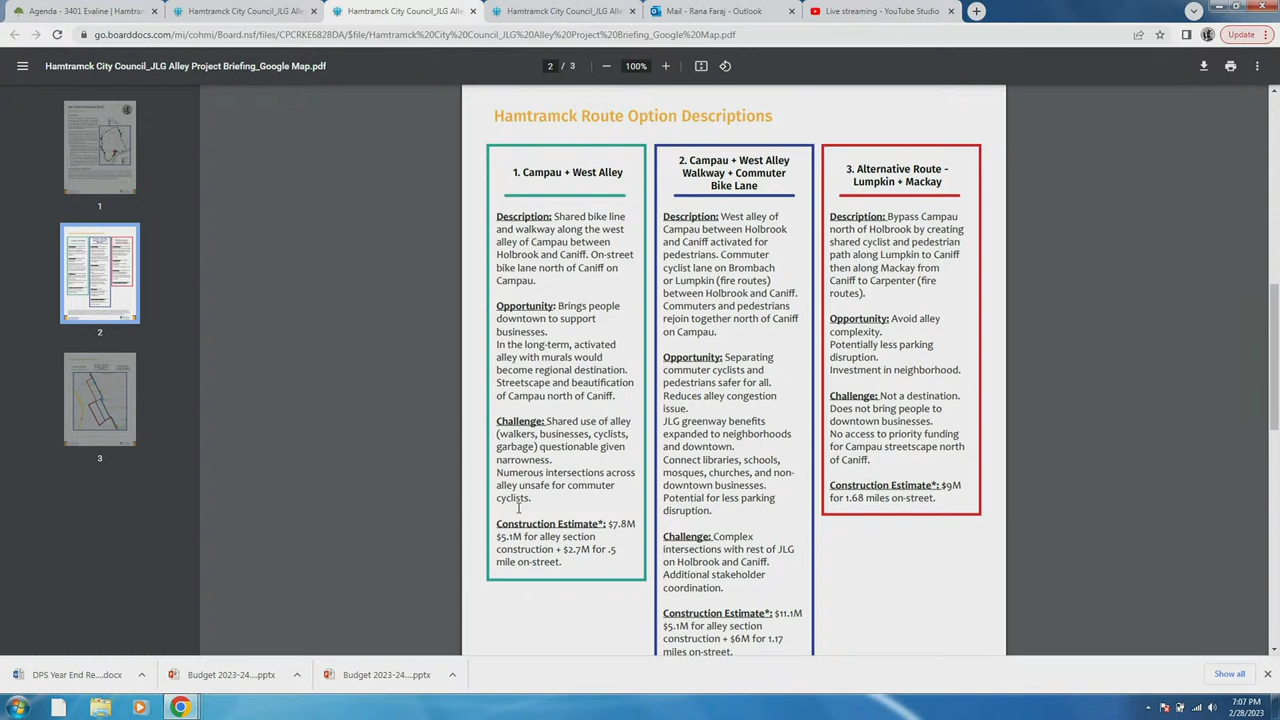 Agenda - 3401 Evaline | Hamtramck
Hamtramck City Council_JLG Alle
Hamtramck City Council_JLG Alle
Hamtramck City Council_JLG Alle
Mail - Rana Faraj - Outlook
Live streaming - YouTube Studio
go.boarddocs.com/mi/cohmi/Board.nsf/files/CPCRKE6828DA/$file/Hamtramck%20City%20Council_JLG%20Alley%20Project%20Briefing_Google%20Map.pdf
Update
Hamtramck City Council_JLG Alley Project Briefing_Google Map.pdf
2 / 3
100%
1
2
3
Hamtramck Route Option Descriptions
1. Campau + West Alley
Description: Shared bike line
and walkway along the west
alley of Campau between
Holbrook and Caniff. On-street
bike lane north of Caniff on
Campau.
Opportunity: Brings people
downtown to support
businesses.
In the long-term, activated
alley with murals would
become regional destination.
Streetscape and beautification
of Campau north of Caniff.
Challenge: Shared use of alley
(walkers, businesses, cyclists,
garbage) questionable given
narrowness.
Numerous intersections across
alley unsafe for commuter
cyclists.
Construction Estimate*: $7.8M
$5.1M for alley section
construction + $2.7M for .5
mile on-street.
2. Campau + West Alley
Walkway + Commuter
Bike Lane
Description: West alley of
Campau between Holbrook
and Caniff activated for
pedestrians. Commuter
cyclist lane on Brombach
or Lumpkin (fire routes)
between Holbrook and Caniff.
Commuters and pedestrians
rejoin together north of Caniff
on Campau.
Opportunity: Separating
commuter cyclists and
pedestrians safer for all.
Reduces alley congestion
issue.
JLG greenway benefits
expanded to neighborhoods
and downtown.
Connect libraries, schools,
mosques, churches, and non-
downtown businesses.
Potential for less parking
disruption.
Challenge: Complex
intersections with rest of JLG
on Holbrook and Caniff.
Additional stakeholder
coordination.
Construction Estimate*: $11.1M
$5.1M for alley section
construction + $6M for 1.17
miles on-street.
3. Alternative Route -
Lumpkin + Mackay
Description: Bypass Campau
north of Holbrook by creating
shared cyclist and pedestrian
path along Lumpkin to Caniff
then along Mackay from
Caniff to Carpenter (fire
routes).
Opportunity: Avoid alley
complexity.
Potentially less parking
disruption.
Investment in neighborhood.
Challenge: Not a destination.
Does not bring people to
downtown businesses.
No access to priority funding
for Campau streetscape north
of Caniff.
Construction Estimate*: $9M
for 1.68 miles on-street.
DPS Year End Re....docx
Budget 2023-24....pptx
Budget 2023-24....pptx
Show all
7:07 PM
2/28/2023